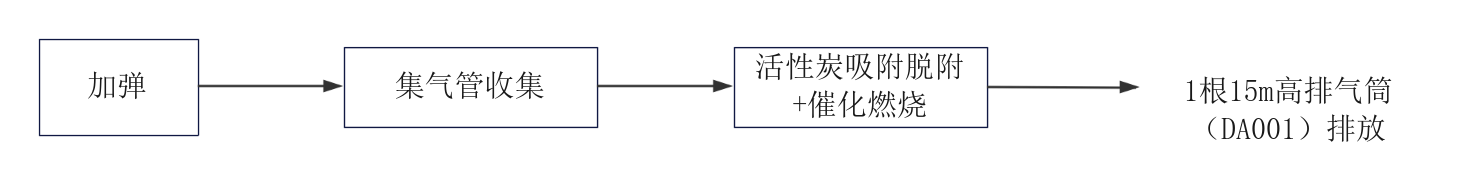 加弹
集气管收集
活性炭吸附脱附
+催化燃烧
1根15m高排气筒
（DA001）排放